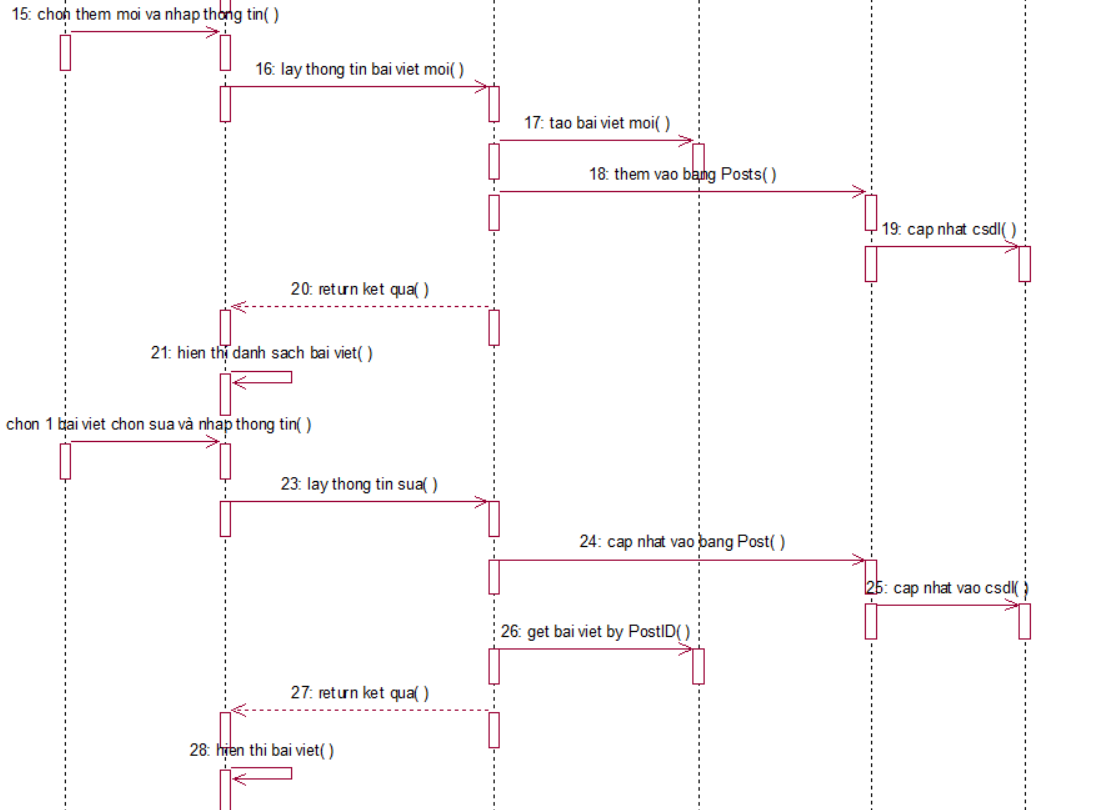 15: chon them moi va nhap thong tin( )
16: lay thong tin bai viet moi( )
17: tao bai viet moi( )
18: them vao bang Posts( )
19: cap nhat csdl( )
20: return ket qua( )
21: hien thi danh sach bai viet( )
chon 1 bai viet chon sua và nhap thong tin( )
23: lay thong tin sua( )
24: cap nhat vao bang Post( )
25: cap nhat vao csdl( )
26: get bai viet by PostID( )
27: return ket qua( )
28: hien thi bai viet( )